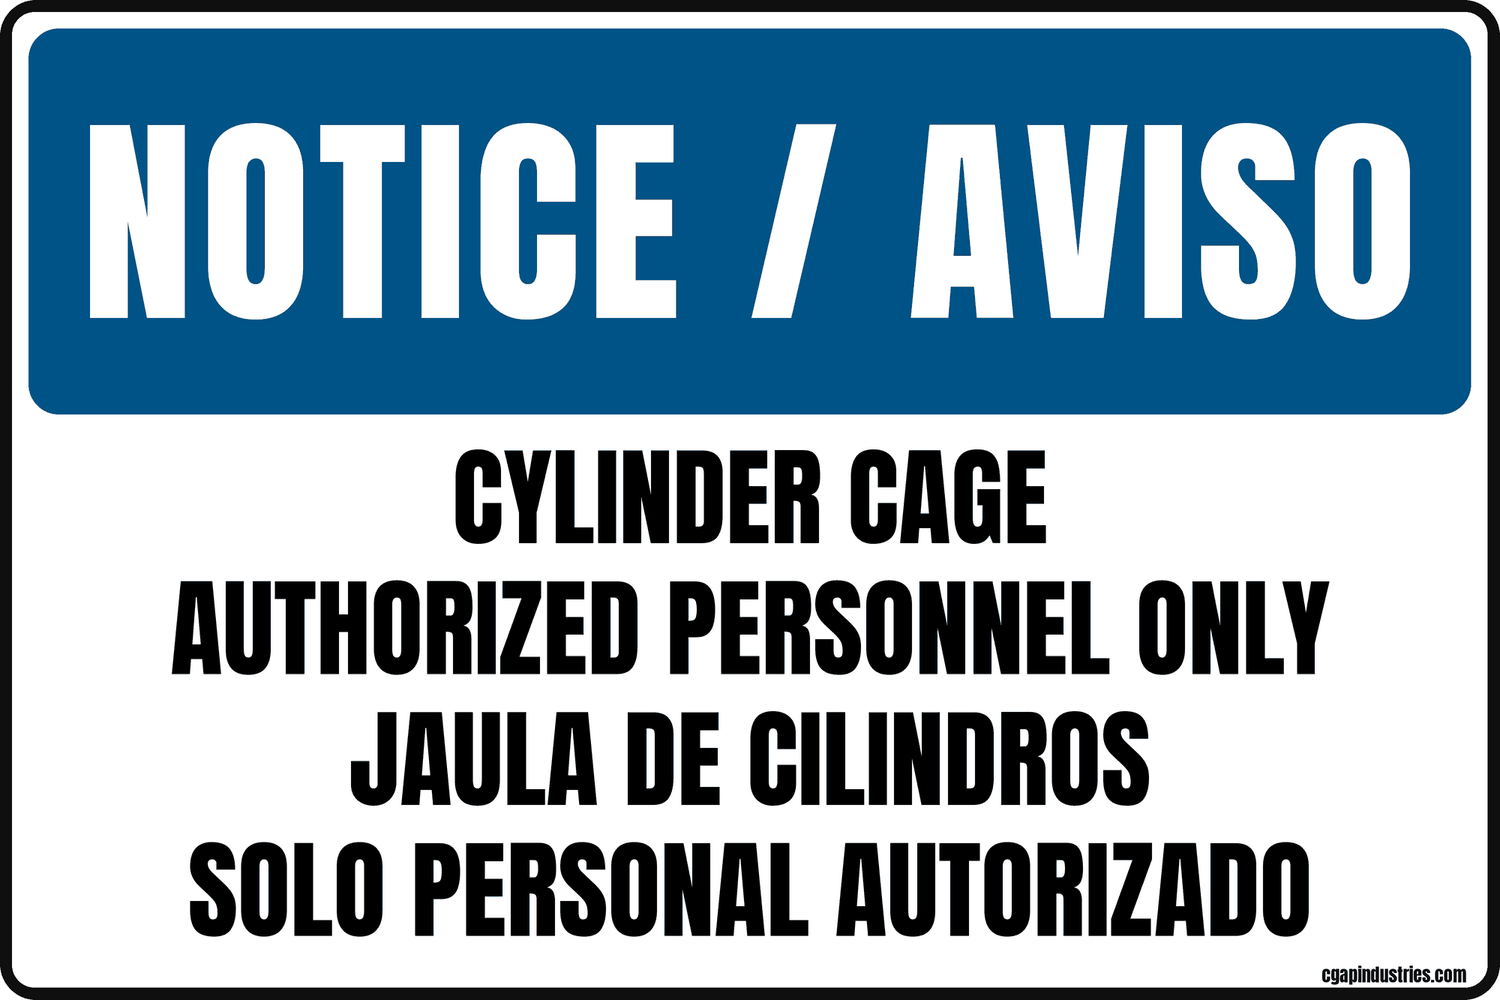 NOTICE / AVISO
CYLINDER CAGE
AUTHORIZED PERSONNEL ONLY
JAULA DE CILINDROS
SOLO PERSONAL AUTORIZADO
cgapindustries.com